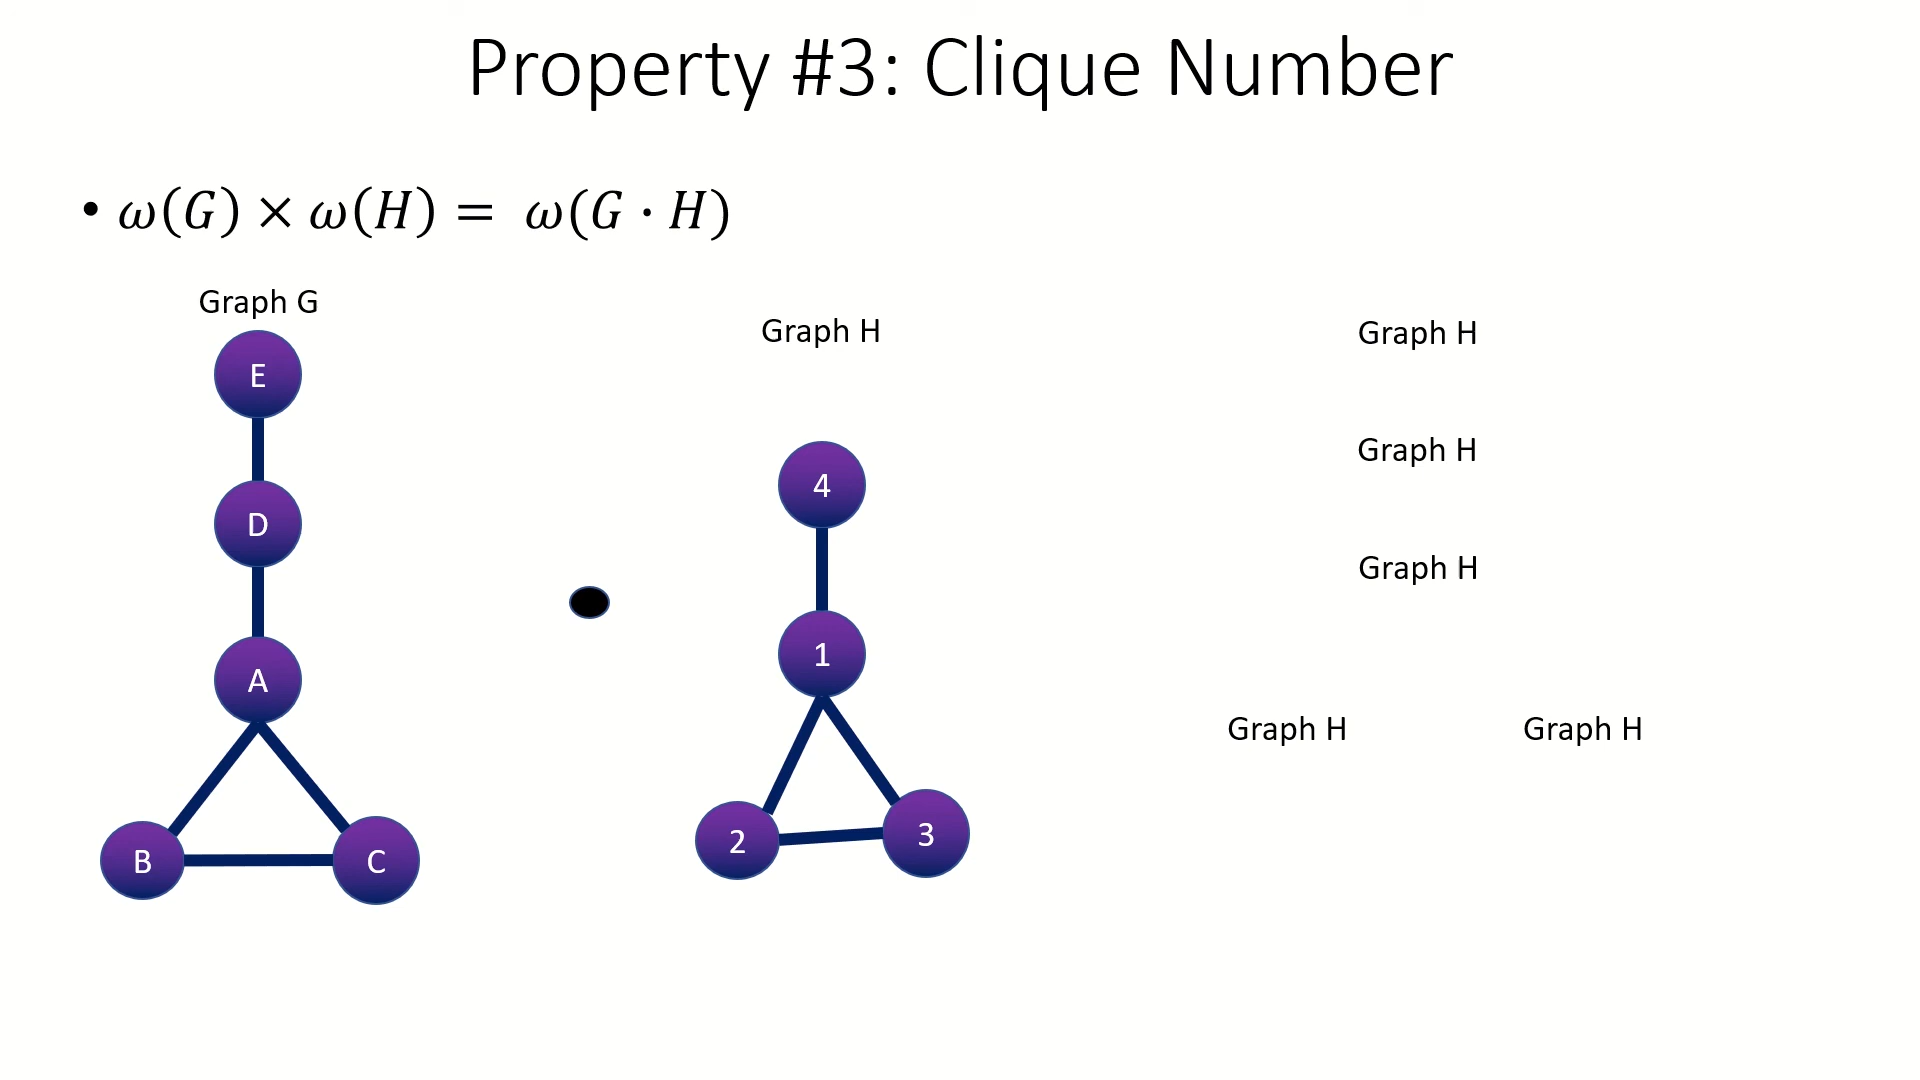 Property #3: Clique Number
• 𝜔(𝐺) × 𝜔(𝐻) = 𝜔(𝐺 ⋅ 𝐻)
Graph G
Graph H
Graph H
E
Graph H
4
D
Graph H
1
A
Graph H
Graph H
2
3
B
C